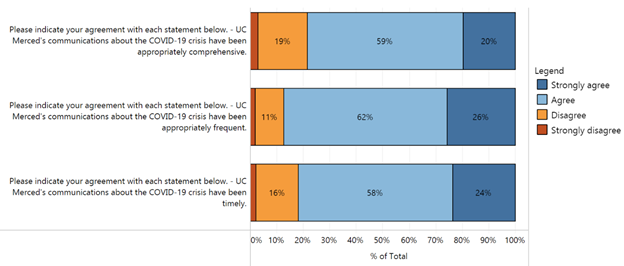 Please indicate your agreement with each statement below. - UC
Merced's communications about the COVID-19 crisis have been
appropriately comprehensive.
19% 59% 20%
Please indicate your agreement with each statement below. - UC
Merced's communications about the COVID-19 crisis have been
appropriately frequent.
11% 62% 26%
Please indicate your agreement with each statement below. - UC
Merced's communications about the COVID-19 crisis have been
timely.
16% 58% 24%
0% 10% 20% 30% 40% 50% 60% 70% 80% 90% 100%
% of Total
Legend
Strongly agree
Agree
Disagree
Strongly disagree